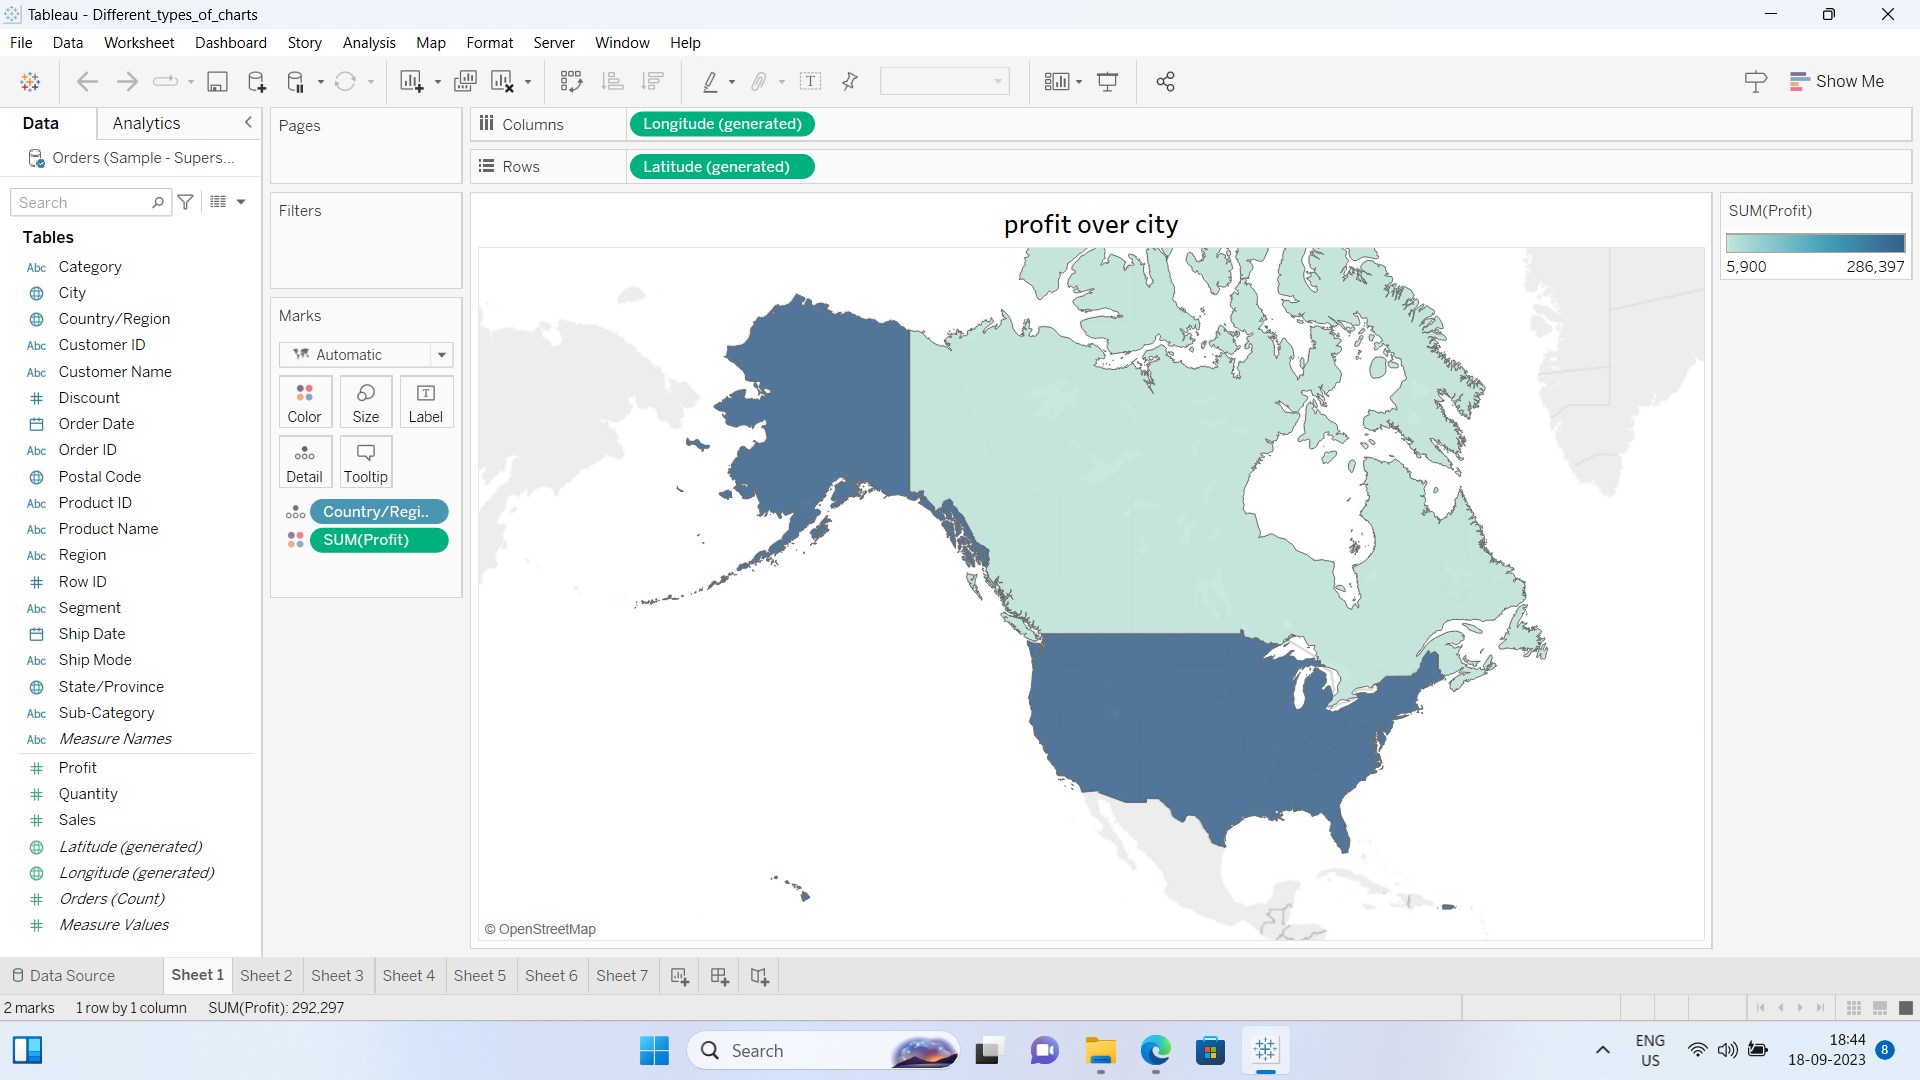 Tableau - Different_types_of_charts
File Data Worksheet Dashboard Story Analysis Map Format Server Window Help
Show Me
Data
Analytics
Orders (Sample - Supers...
Search
Tables
Abc Category
City
Country/Region
Abc Customer ID
Abc Customer Name
Discount
Order Date
Abc Order ID
Postal Code
Abc Product ID
Abc Product Name
Abc Region
Row ID
Abc Segment
Ship Date
Abc Ship Mode
State/Province
Abc Sub-Category
Abc Measure Names
Profit
Quantity
Sales
Latitude (generated)
Longitude (generated)
Orders (Count)
Measure Values
Pages
Filters
Marks
Automatic
Color Size Label
Detail Tooltip
Country/Regi..
SUM(Profit)
Columns Longitude (generated)
Rows Latitude (generated)
profit over city
© OpenStreetMap
SUM(Profit)
5,900 286,397
Data Source Sheet 1 Sheet 2 Sheet 3 Sheet 4 Sheet 5 Sheet 6 Sheet 7
2 marks 1 row by 1 column SUM(Profit): 292,297
Search
ENG
US
18:44
18-09-2023
8